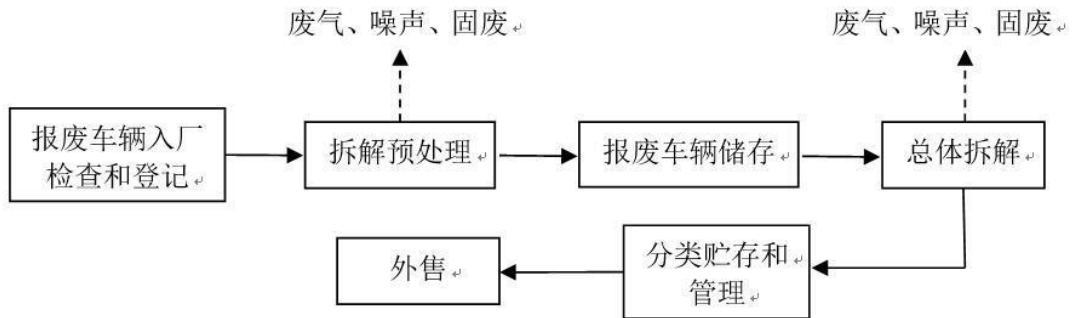 废气、噪声、固废
废气、噪声、固废
报废车辆入厂
检查和登记
拆解预处理
报废车辆储存
总体拆解
外售
分类贮存和
管理